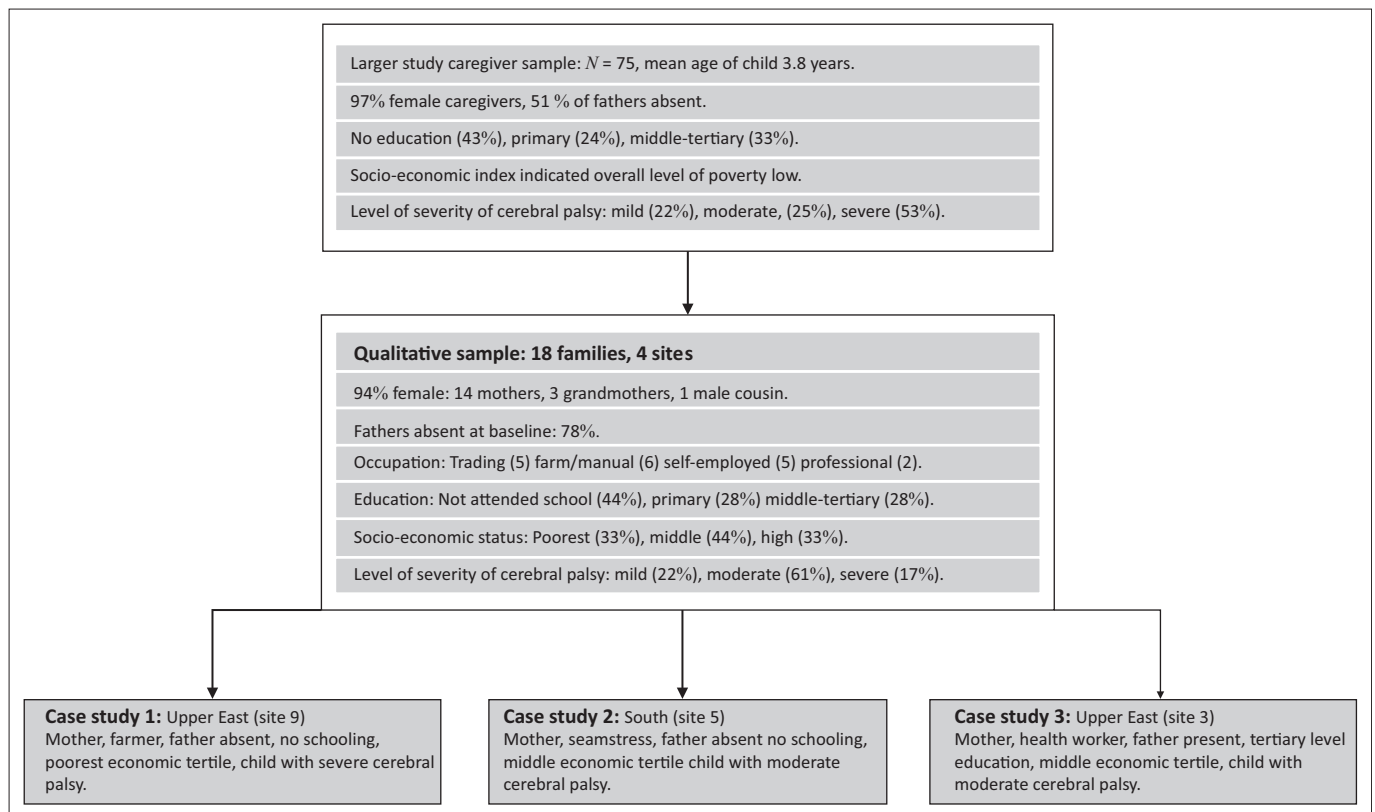 Larger study caregiver sample: N = 75, mean age of child 3.8 years.
97% female caregivers, 51 % of fathers absent.
No education (43%), primary (24%), middle-tertiary (33%).
Socio-economic index indicated overall level of poverty low.
Level of severity of cerebral palsy: mild (22%), moderate, (25%), severe (53%).
Qualitative sample: 18 families, 4 sites
94% female: 14 mothers, 3 grandmothers, 1 male cousin.
Fathers absent at baseline: 78%.
Occupation: Trading (5) farm/manual (6) self-employed (5) professional (2).
Education: Not attended school (44%), primary (28%) middle-tertiary (28%).
Socio-economic status: Poorest (33%), middle (44%), high (33%).
Level of severity of cerebral palsy: mild (22%), moderate (61%), severe (17%).
Case study 1: Upper East (site 9)
Mother, farmer, father absent, no schooling,
poorest economic tertile, child with severe cerebral
palsy.
Case study 2: South (site 5)
Mother, seamstress, father absent no schooling,
middle economic tertile child with moderate
cerebral palsy.
Case study 3: Upper East (site 3)
Mother, health worker, father present, tertiary level
education, middle economic tertile, child with
moderate cerebral palsy.